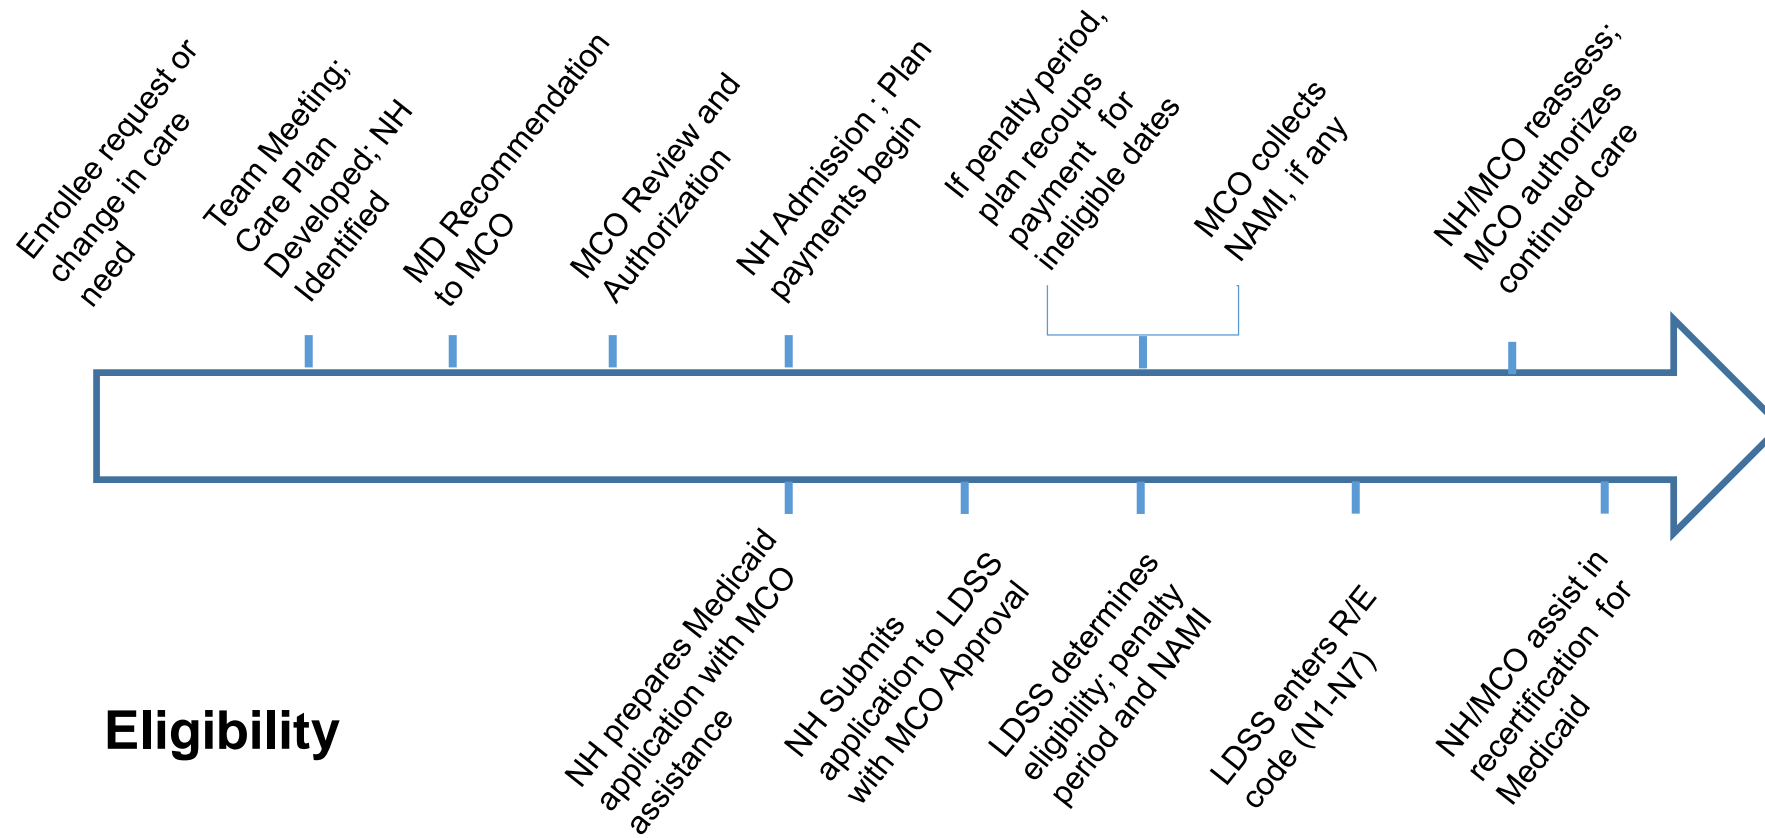 Enrollee request or
change in care
need
Team Meeting;
Care Plan
Developed; NH
Identified
MD Recommendation
to MCO
MCO Review and
Authorization
NH Admission ; Plan
payments begin
If penalty period,
plan recoups
payment for
ineligible dates
MCO collects
NAMI, if any
NH/MCO reassess;
MCO authorizes
continued care
NH prepares Medicaid
application with MCO
assistance
NH Submits
application to LDSS
with MCO Approval
LDSS determines
eligibility; penalty
period and NAMI
LDSS enters R/E
code (N1-N7)
NH/MCO assist in
recertification for
Medicaid
Eligibility